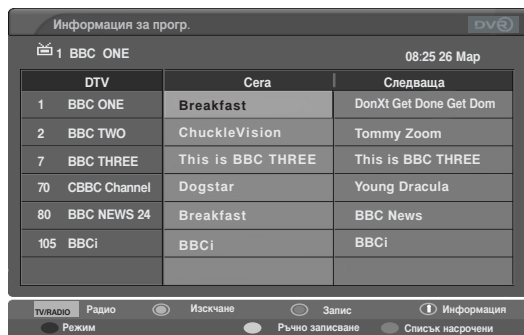 Информация за прогр. DVR
1 BBC ONE 08:25 26 Мар
DTV Сега Следваща
1 BBC ONE Breakfast DonXt Get Done Get Dom
2 BBC TWO ChuckleVision Tommy Zoom
7 BBC THREE This is BBC THREE This is BBC THREE
70 CBBC Channel Dogstar Young Dracula
80 BBC NEWS 24 Breakfast BBC News
105 BBCi BBCi BBCi
TV/RADIO Радио Изскчане Запис Информация
Режим Ръчно записване Списък насрочени